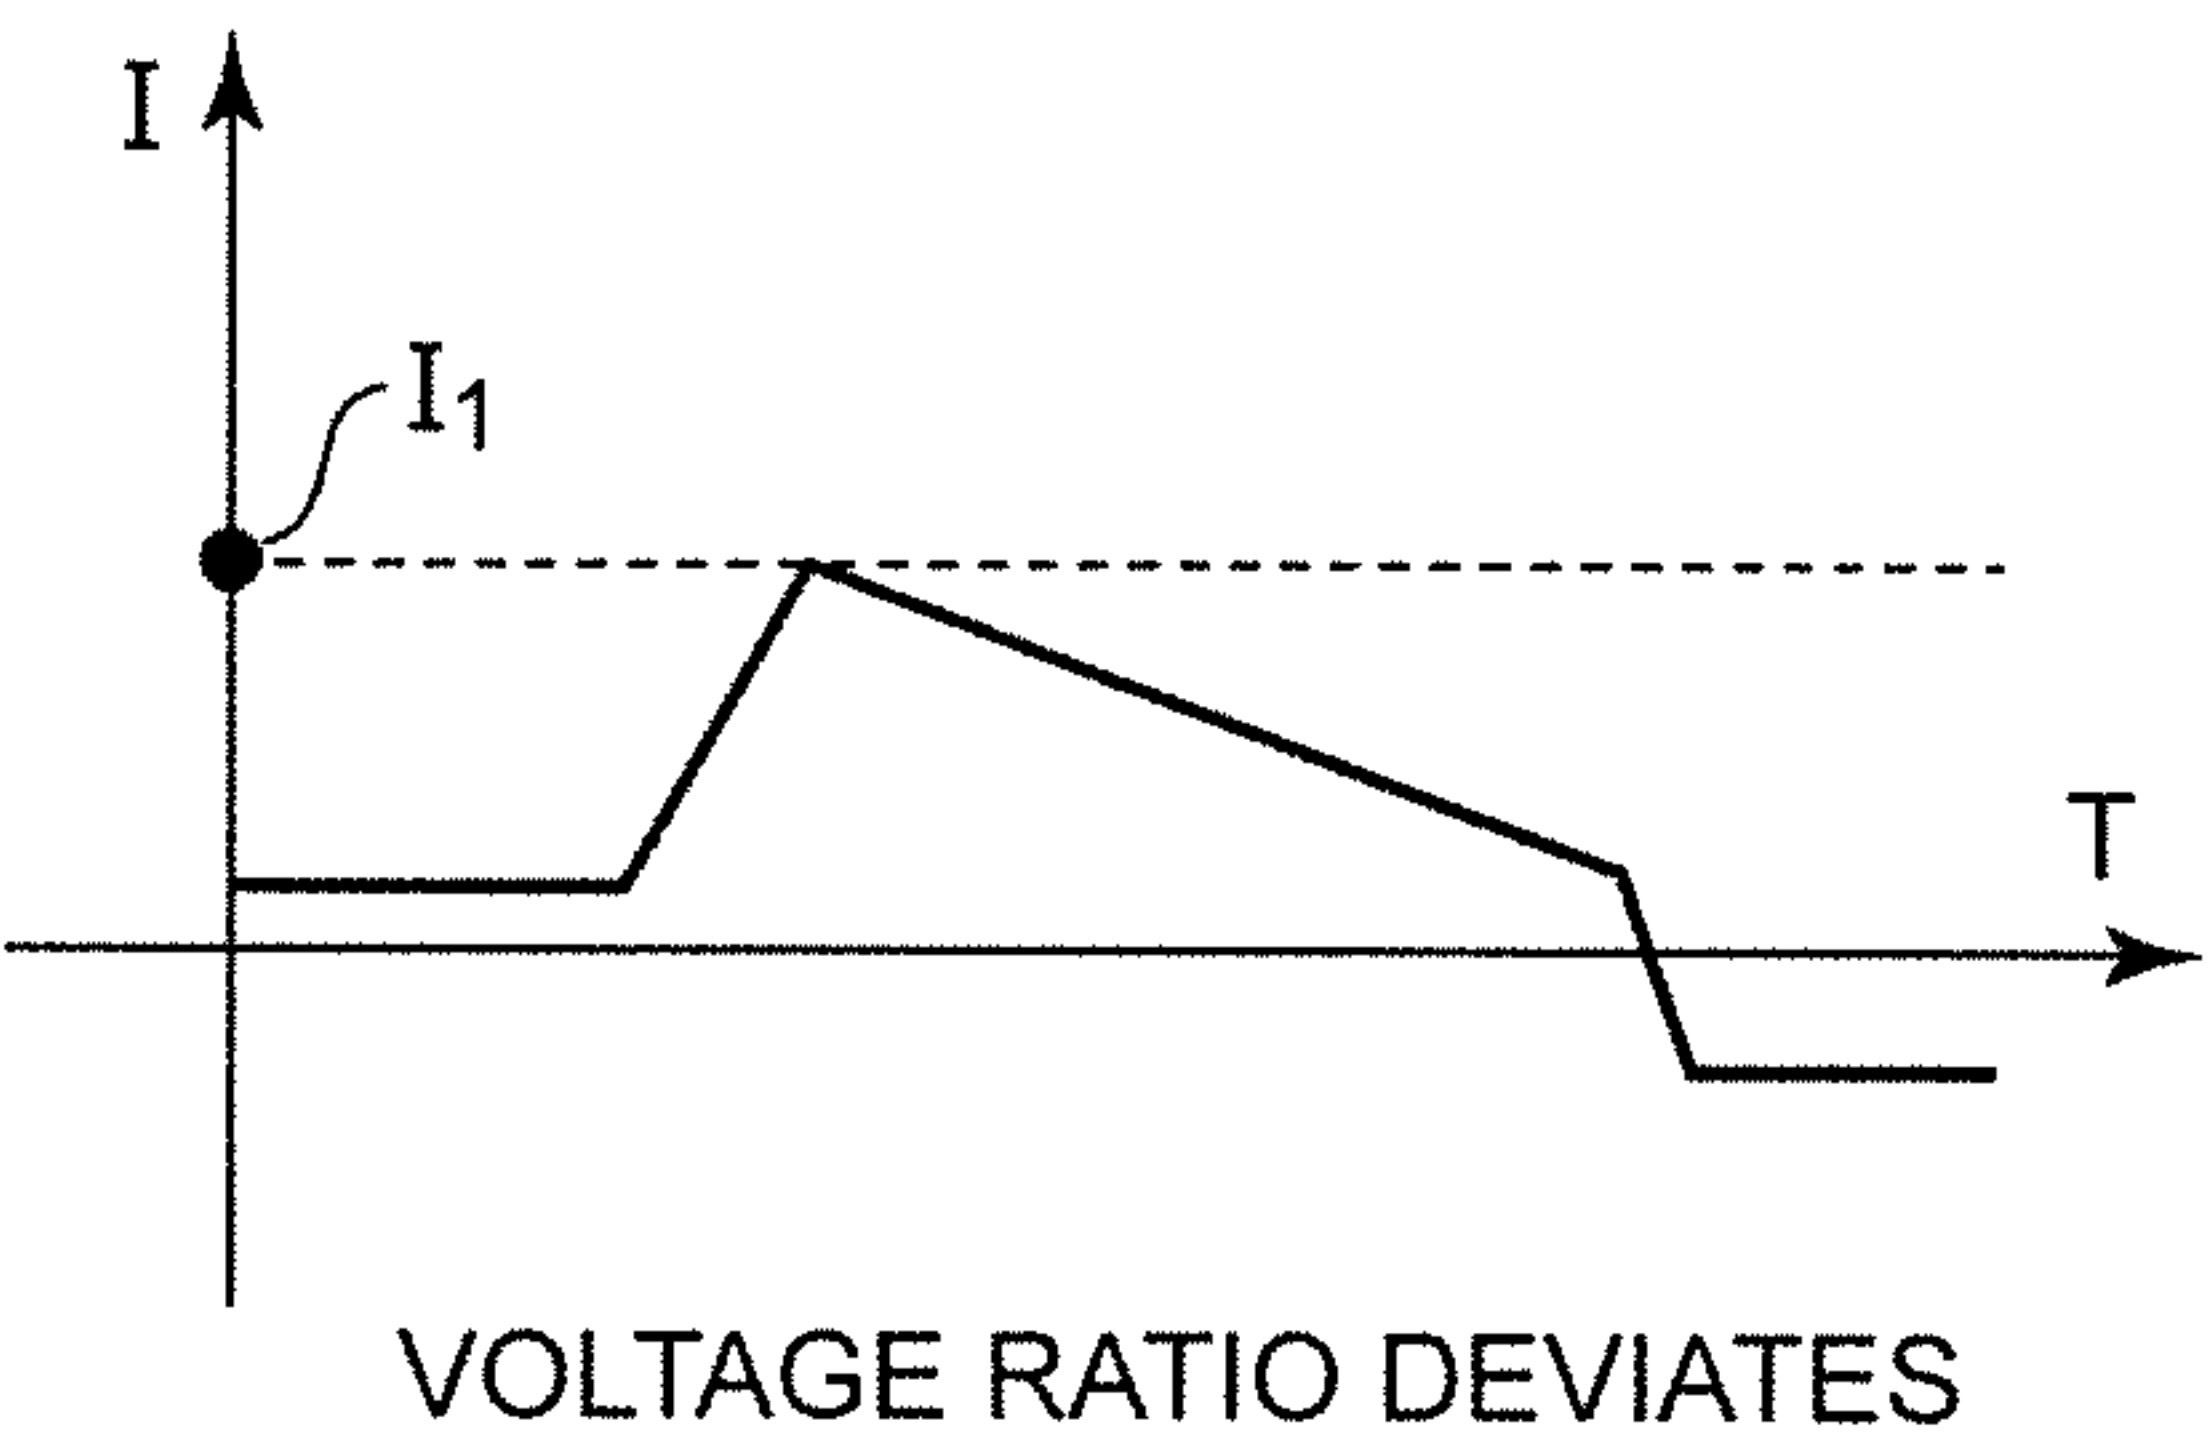 I
I₁
T
VOLTAGE RATIO DEVIATES